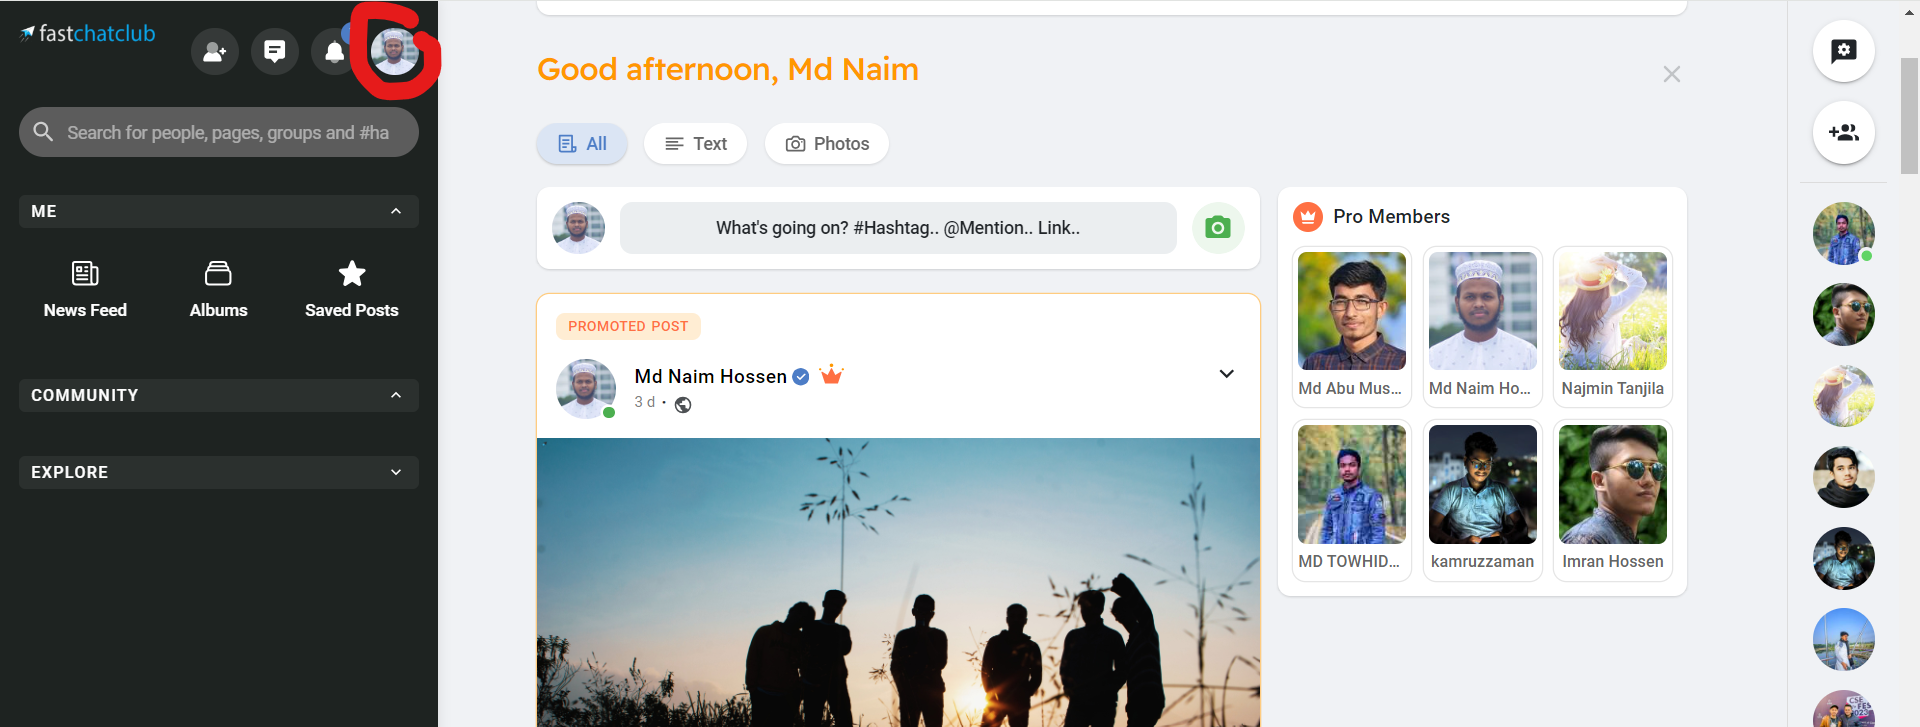 fastchatclub
Search for people, pages, groups and #ha
ME
News Feed
Albums
Saved Posts
COMMUNITY
EXPLORE
Good afternoon, Md Naim
All
Text
Photos
What's going on? #Hashtag.. @Mention.. Link..
PROMOTED POST
Md Naim Hossen
3 d
Pro Members
Md Abu Mus...
Md Naim Ho...
Najmin Tanjila
MD TOWHID...
kamruzzaman
Imran Hossen